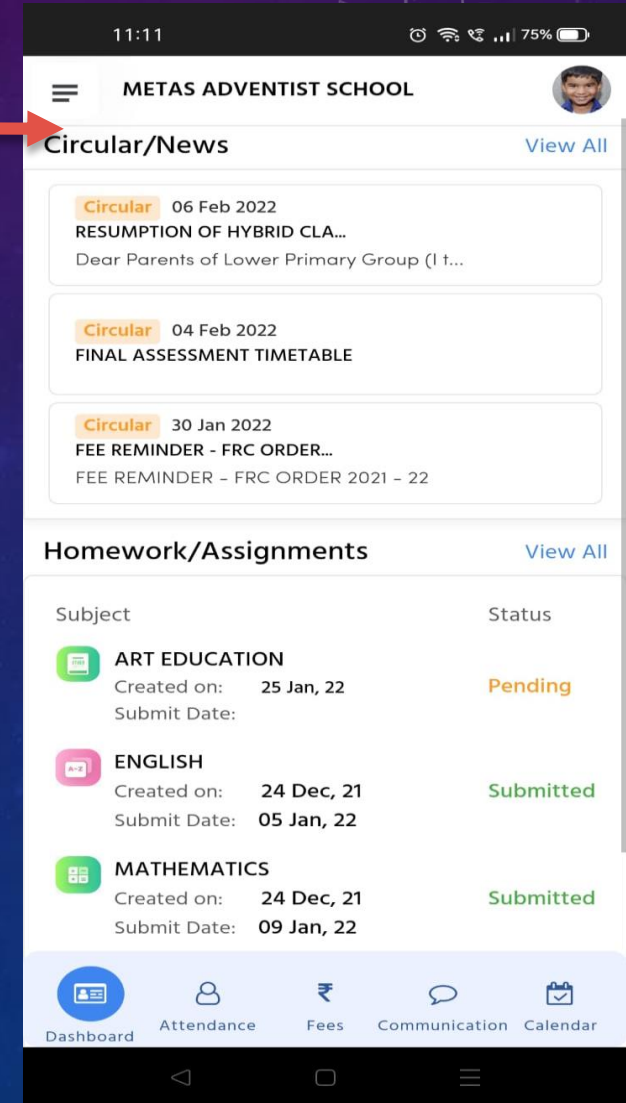 11:11 75%
METAS ADVENTIST SCHOOL
Circular/News View All
Circular 06 Feb 2022
RESUMPTION OF HYBRID CLA...
Dear Parents of Lower Primary Group (I t...
Circular 04 Feb 2022
FINAL ASSESSMENT TIMETABLE
Circular 30 Jan 2022
FEE REMINDER - FRC ORDER...
FEE REMINDER – FRC ORDER 2021 – 22
Homework/Assignments View All
Subject Status
ART EDUCATION
Created on: 25 Jan, 22 Pending
Submit Date:
A-Z ENGLISH
Created on: 24 Dec, 21 Submitted
Submit Date: 05 Jan, 22
MATHEMATICS
Created on: 24 Dec, 21 Submitted
Submit Date: 09 Jan, 22
₹
Dashboard Attendance Fees Communication Calendar